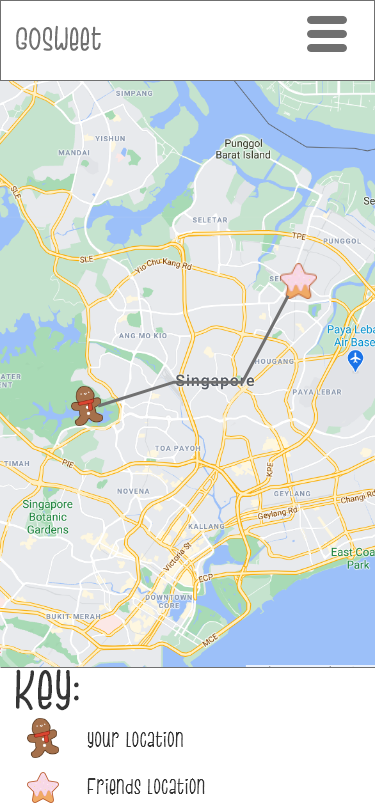 GoSweet
SIMPANG
YISHUN
MANDAI
Punggol
Barat Island
SLE
SELETAR
TPE
PUNGGOL
SLE
Yio Chu Kang Rd
SE
Paya Leba
Air Base
ANG MO KIO
HOUGANG
Singapore
ATER
ENT
PAYA LEBAR
TOA PAYOH
TIMAH
PIE
KPE
NOVENA
GEYLANG
Changi R
Singapore
Botanic
Gardens
Geylang Rd
KALLANG
Victoria St
East Coa
Park
ECP
DOWNTOWN
CORE
BUKIT MERAH
MCE
Key:
your location
Friends location